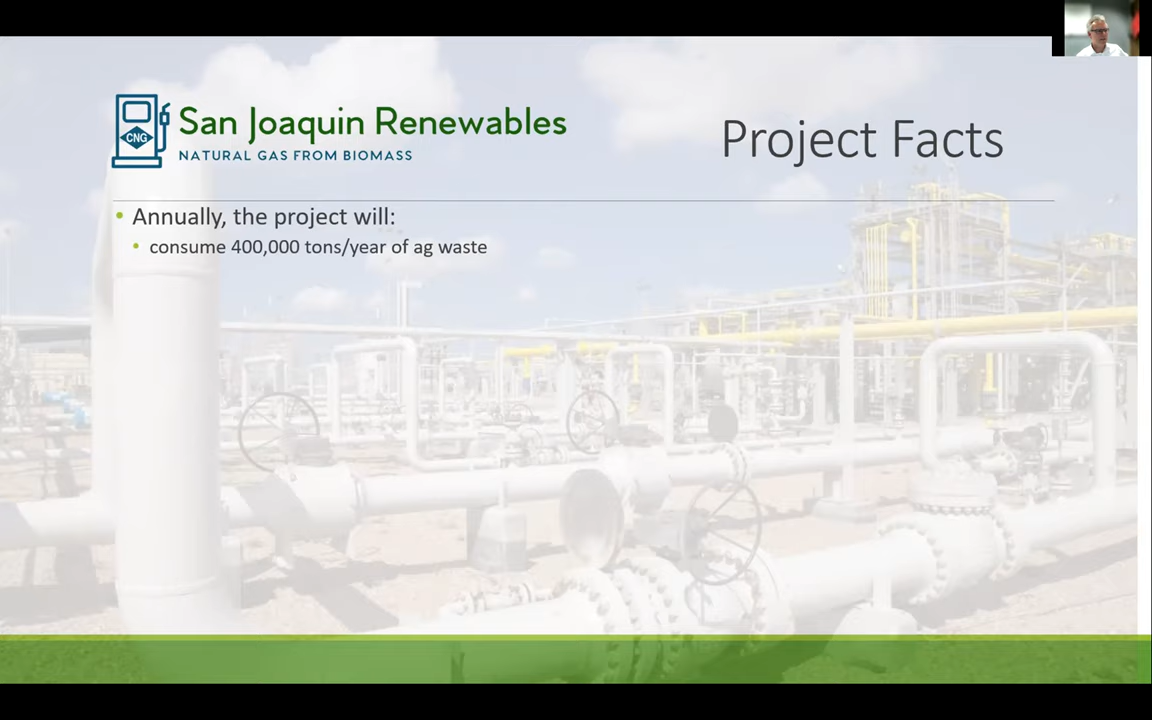 CNG
San Joaquin Renewables
NATURAL GAS FROM BIOMASS
Project Facts
• Annually, the project will:
• consume 400,000 tons/year of ag waste